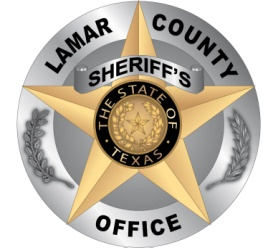 LAMAR COUNTY
SHERIFF'S
THE STATE OF
• TEXAS •
OFFICE